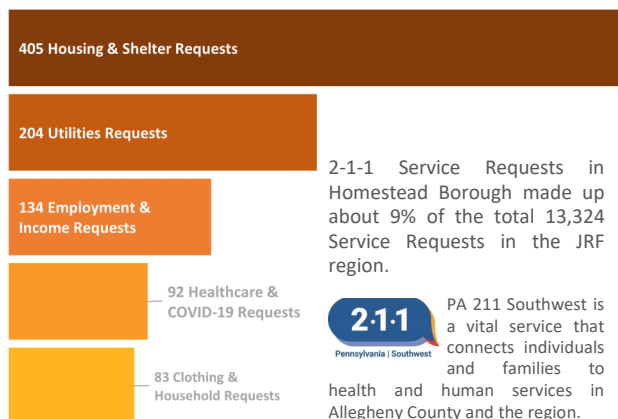 405 Housing & Shelter Requests
204 Utilities Requests
134 Employment &
Income Requests
92 Healthcare &
COVID-19 Requests
83 Clothing &
Household Requests
2-1-1 Service Requests in
Homestead Borough made up
about 9% of the total 13,324
Service Requests in the JRF
region.
2·1·1
Pennsylvania | Southwest
PA 211 Southwest is
a vital service that
connects individuals
and families to
health and human services in
Allegheny County and the region.